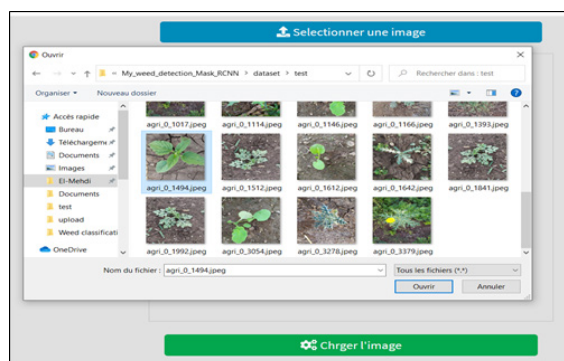 Selectionner une image
Ouvrir
« My_weed_detection_Mask_RCNN > dataset > test
Rechercher dans : test
Organiser
Nouveau dossier
Accès rapide
Bureau
Téléchargeme
Documents
Images
El-Mehdi
Documents
test
upload
Weed classificati
OneDrive
agri_0_1017.jpeg agri_0_1114.jpeg agri_0_1146.jpeg agri_0_1166.jpeg agri_0_1393.jpeg
agri_0_1494.jpeg agri_0_1512.jpeg agri_0_1612.jpeg agri_0_1642.jpeg agri_0_1841.jpeg
agri_0_1992.jpeg agri_0_3054.jpeg agri_0_3278.jpeg agri_0_3379.jpeg
Nom du fichier : agri_0_1494.jpeg
Tous les fichiers (*.*)
Ouvrir Annuler
Chrger l'image